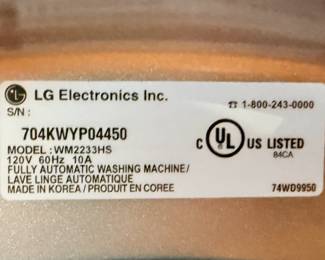 LG LG Electronics Inc.
S/N : ☎ 1-800-243-0000
704KWYP04450
MODEL : WM2233HS
C UL ® US LISTED
84CA
120V 60Hz 10A
FULLY AUTOMATIC WASHING MACHINE/
LAVE LINGE AUTOMATIQUE
MADE IN KOREA / PRODUIT EN COREE 74WD9950